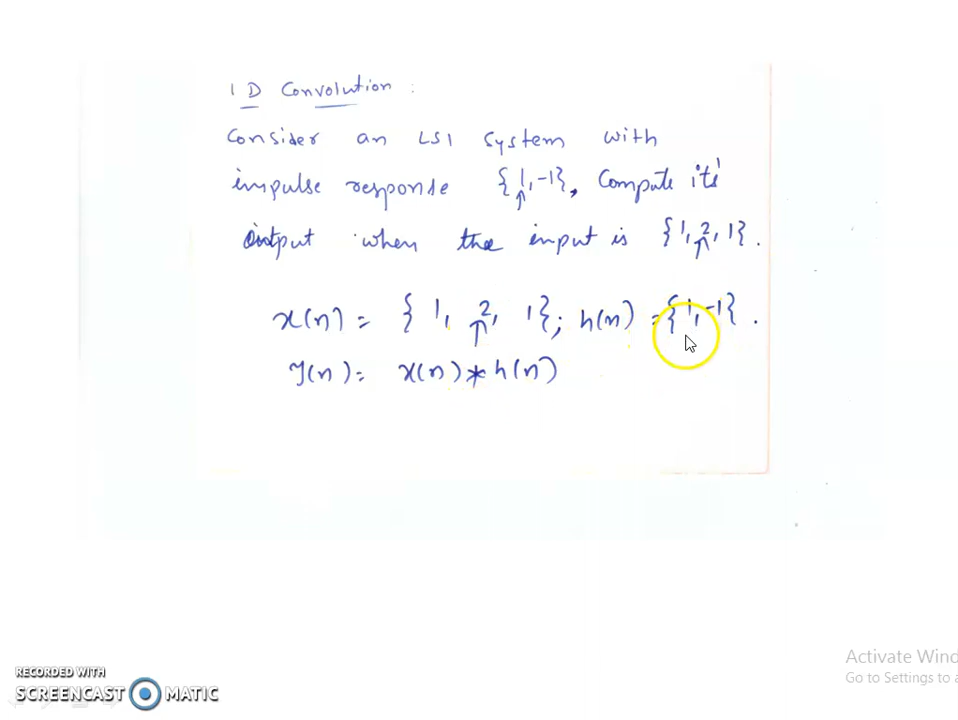 1 D Convolution :
Consider an LSI System with
impulse response {1, -1}, Compute its
output when the input is {1, 2, 1}.
↑
↑
x(n) = { 1, 2, 1}; h(n) = {1, -1}.
↑
y(n) = x(n) * h(n)
Activate Wind
Go to Settings to a
RECORDED WITH
SCREENCAST MATIC